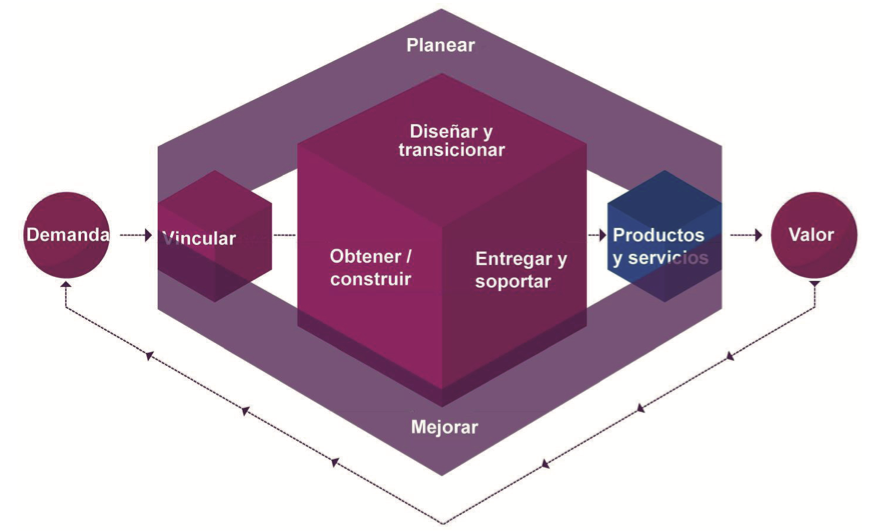 Planear
Diseñar y
transicionar
Demanda
Vincular
Obtener /
construir
Entregar y
soportar
Productos
y servicios
Valor
Mejorar